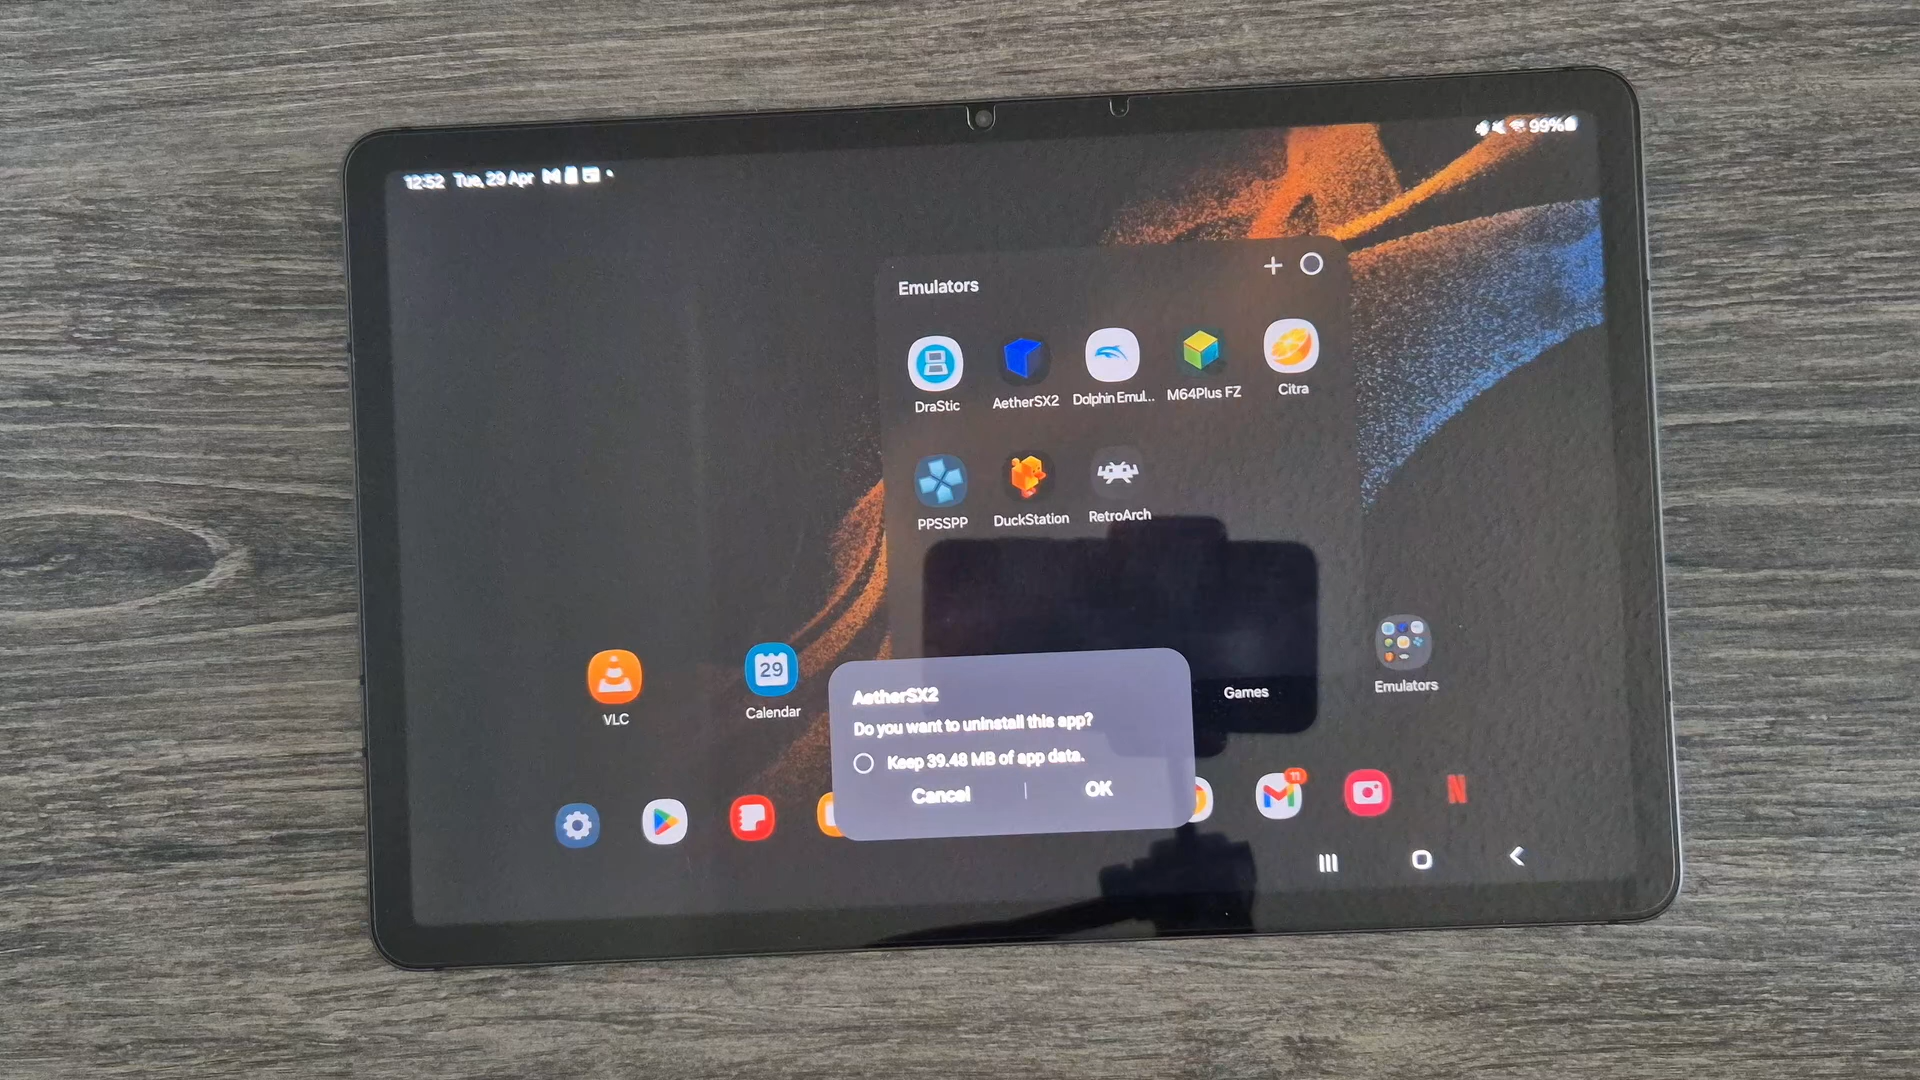 12:52 Tue, 29 Apr
99%
Emulators
DraStic
AetherSX2
Dolphin Emul...
M64Plus FZ
Citra
PPSSPP
DuckStation
RetroArch
VLC
29
Calendar
Games
Emulators
AetherSX2
Do you want to uninstall this app?
Keep 39.48 MB of app data.
Cancel | OK
11
N